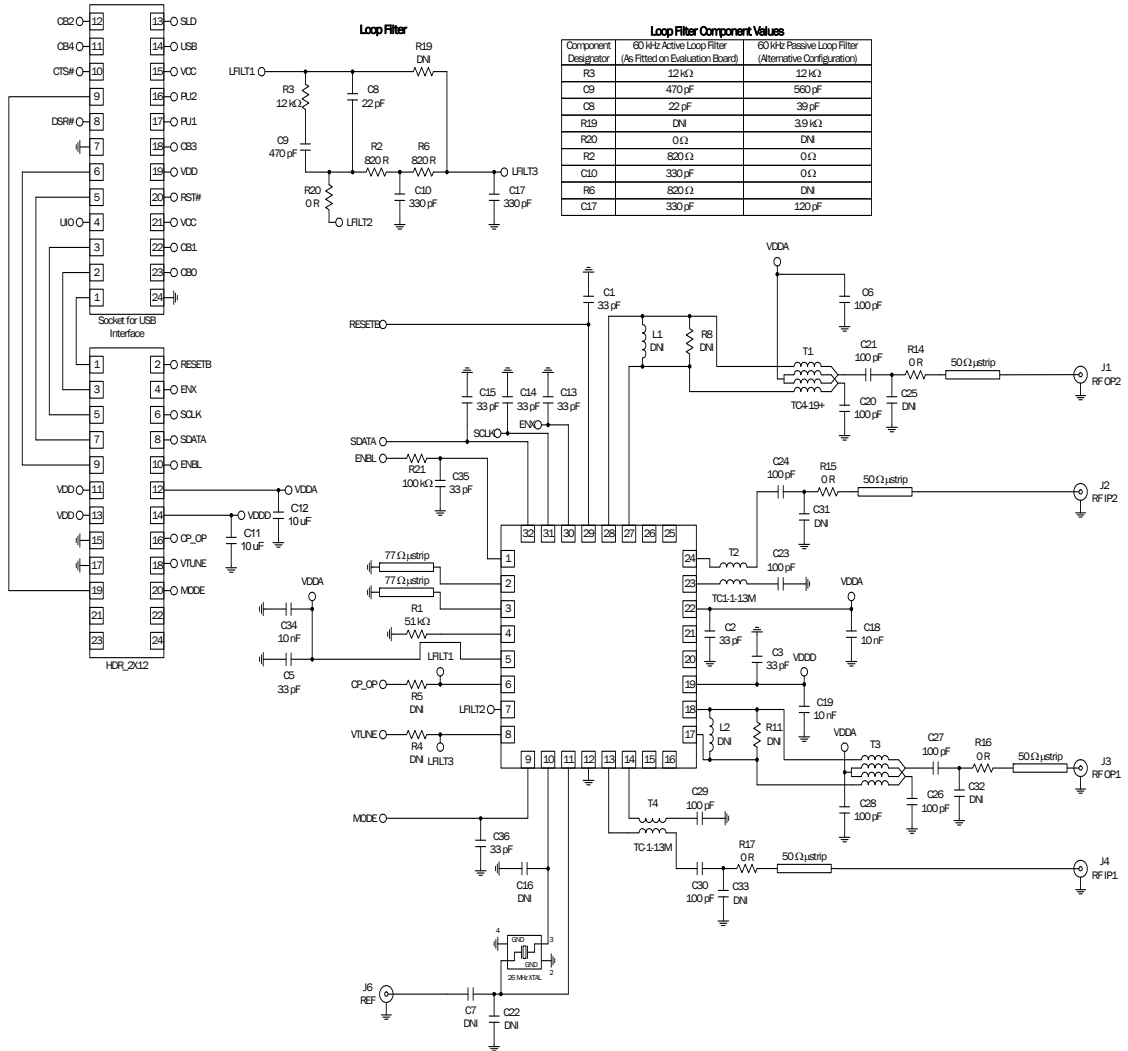 CB2 12 13 SLD
CB4 11 14 USB
CTS# 10 15 VCC
9 16 PU2
DSR# 8 17 PU1
7 18 CB3
6 19 VDD
5 20 RST#
UIO 4 21 VCC
3 22 CB1
2 23 CB0
1 24
Socket for USB
Interface
1 2 RESETB
3 4 ENX
5 6 SCLK
7 8 SDATA
9 10 ENBL
VDD 11 12 VDDA
VDD 13 14 VDDD
15 16 CP_OP
17 18 VTUNE
19 20 MODE
21 22
23 24
HDR_2X12
C12
10 uF
C11
10 uF
Loop Filter
R19
DNI
LFILT1
R3
12 kΩ
C8
22 pF
C9
470 pF
R2
820 R
R6
820 R
LFILT3
R20
0 R
C10
330 pF
C17
330 pF
LFILT2
Loop Filter Component Values
Component Designator 60 kHz Active Loop Filter (As Fitted on Evaluation Board) 60 kHz Passive Loop Filter (Alternative Configuration)
R3 12 kΩ 12 kΩ
C9 470 pF 560 pF
C8 22 pF 39 pF
R19 DNI 3.9 kΩ
R20 0 Ω DNI
R2 820 Ω 0 Ω
C10 330 pF 0 Ω
R6 820 Ω DNI
C17 330 pF 120 pF
VDDA
C6
100 pF
C1
33 pF
RESETB
L1
DNI
R8
DNI
T1
TC4-19+
C21
100 pF
R14
0 R
50 Ω µstrip
J1
RF OP2
C20
100 pF
C25
DNI
C15
33 pF
C14
33 pF
C13
33 pF
ENX
SCLK
SDATA
ENBL
R21
100 kΩ
C35
33 pF
C24
100 pF
R15
0 R
50 Ω µstrip
J2
RF IP2
C31
DNI
32 31 30 29 28 27 26 25
1
2
3
4
5
6
7
8
24
23
22
21
20
19
18
17
9 10 11 12 13 14 15 16
77 Ω µstrip
77 Ω µstrip
VDDA
R1
51 kΩ
C34
10 nF
C5
33 pF
LFILT1
CP_OP
R5
DNI
LFILT2
VTUNE
R4
DNI
LFILT3
T2
TC1-1-13M
C23
100 pF
VDDA
C2
33 pF
C18
10 nF
C3
33 pF
VDDD
C19
10 nF
L2
DNI
R11
DNI
VDDA
T3
C27
100 pF
R16
0 R
50 Ω µstrip
J3
RF OP1
C28
100 pF
C26
100 pF
C32
DNI
MODE
C36
33 pF
C16
DNI
T4
TC-1-13M
C29
100 pF
R17
0 R
50 Ω µstrip
J4
RF IP1
C30
100 pF
C33
DNI
4
GND
3
GND
2
26 MHz XTAL
J6
REF
C7
DNI
C22
DNI